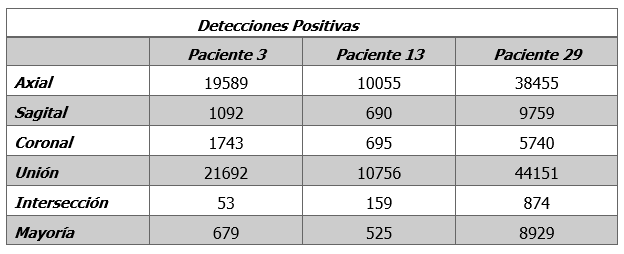 Detecciones Positivas
Paciente 3 Paciente 13 Paciente 29
Axial 19589 10055 38455
Sagital 1092 690 9759
Coronal 1743 695 5740
Unión 21692 10756 44151
Intersección 53 159 874
Mayoría 679 525 8929